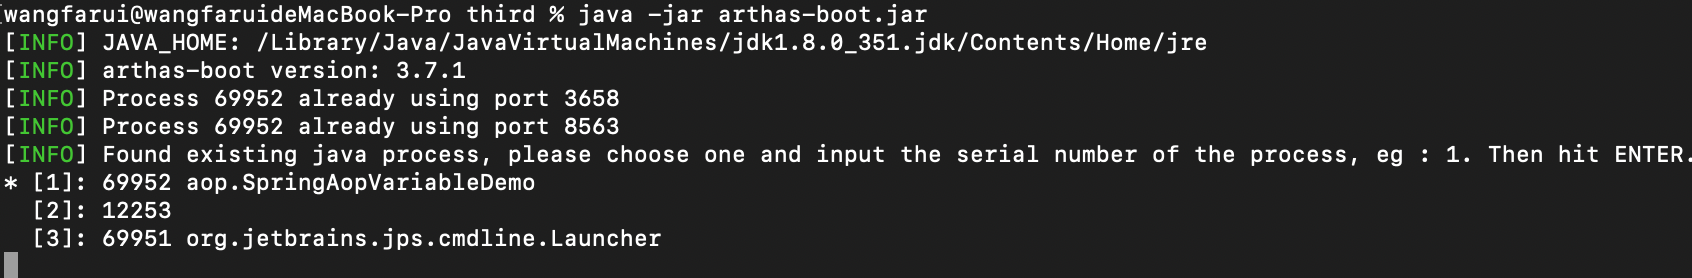 [wangfarui@wangfaruideMacBook-Pro third % java -jar arthas-boot.jar
[INFO] JAVA_HOME: /Library/Java/JavaVirtualMachines/jdk1.8.0_351.jdk/Contents/Home/jre
[INFO] arthas-boot version: 3.7.1
[INFO] Process 69952 already using port 3658
[INFO] Process 69952 already using port 8563
[INFO] Found existing java process, please choose one and input the serial number of the process, eg : 1. Then hit ENTER.
* [1]: 69952 aop.SpringAopVariableDemo
  [2]: 12253
  [3]: 69951 org.jetbrains.jps.cmdline.Launcher